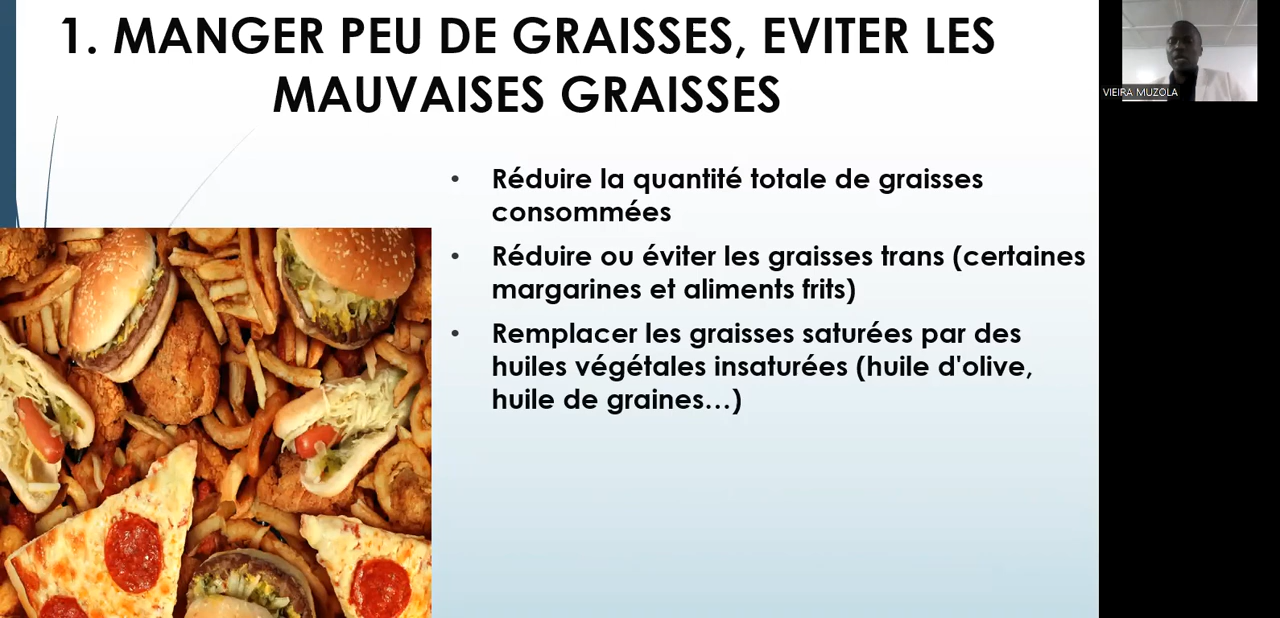 1. MANGER PEU DE GRAISSES, EVITER LES
MAUVAISES GRAISSES
VIEIRA MUZOLA
• Réduire la quantité totale de graisses
consommées
• Réduire ou éviter les graisses trans (certaines
margarines et aliments frits)
• Remplacer les graisses saturées par des
huiles végétales insaturées (huile d'olive,
huile de graines…)